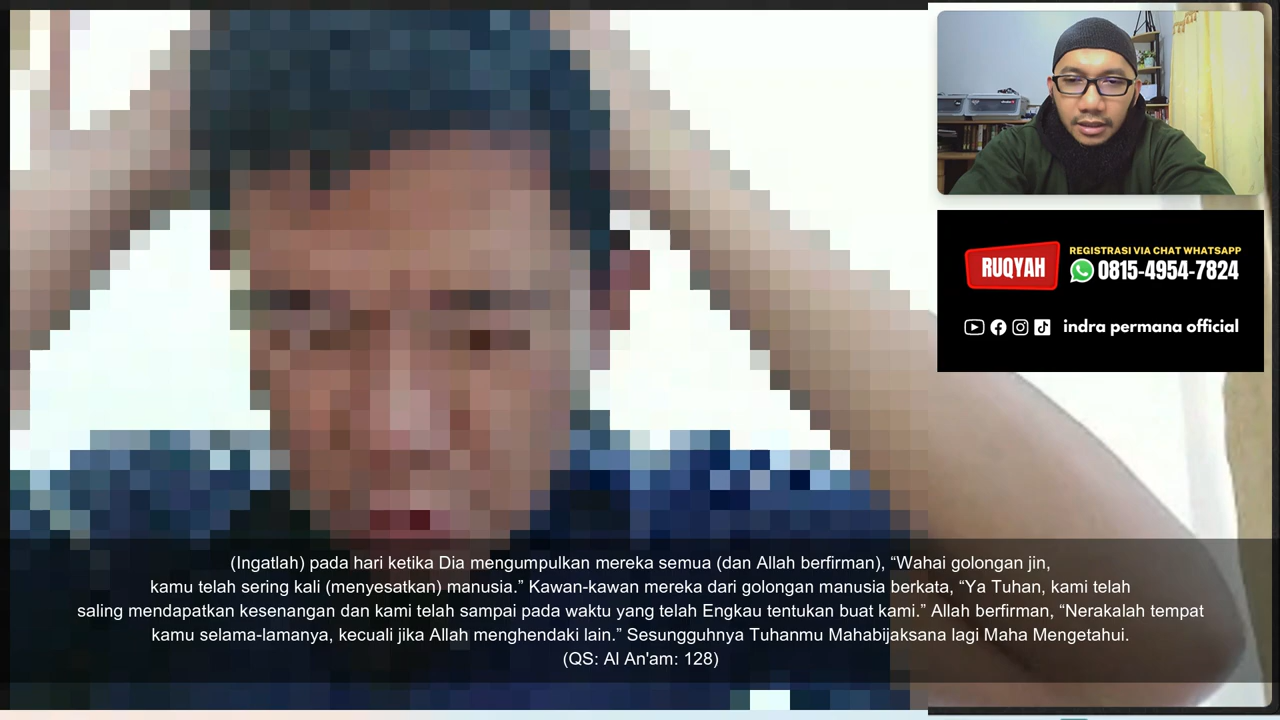 REGISTRASI VIA CHAT WHATSAPP
RUQYAH
0815-4954-7824
indra permana official
(Ingatlah) pada hari ketika Dia mengumpulkan mereka semua (dan Allah berfirman), “Wahai golongan jin,
kamu telah sering kali (menyesatkan) manusia.” Kawan-kawan mereka dari golongan manusia berkata, “Ya Tuhan, kami telah
saling mendapatkan kesenangan dan kami telah sampai pada waktu yang telah Engkau tentukan buat kami.” Allah berfirman, “Nerakalah tempat
kamu selama-lamanya, kecuali jika Allah menghendaki lain.” Sesungguhnya Tuhanmu Mahabijaksana lagi Maha Mengetahui.
(QS: Al An'am: 128)